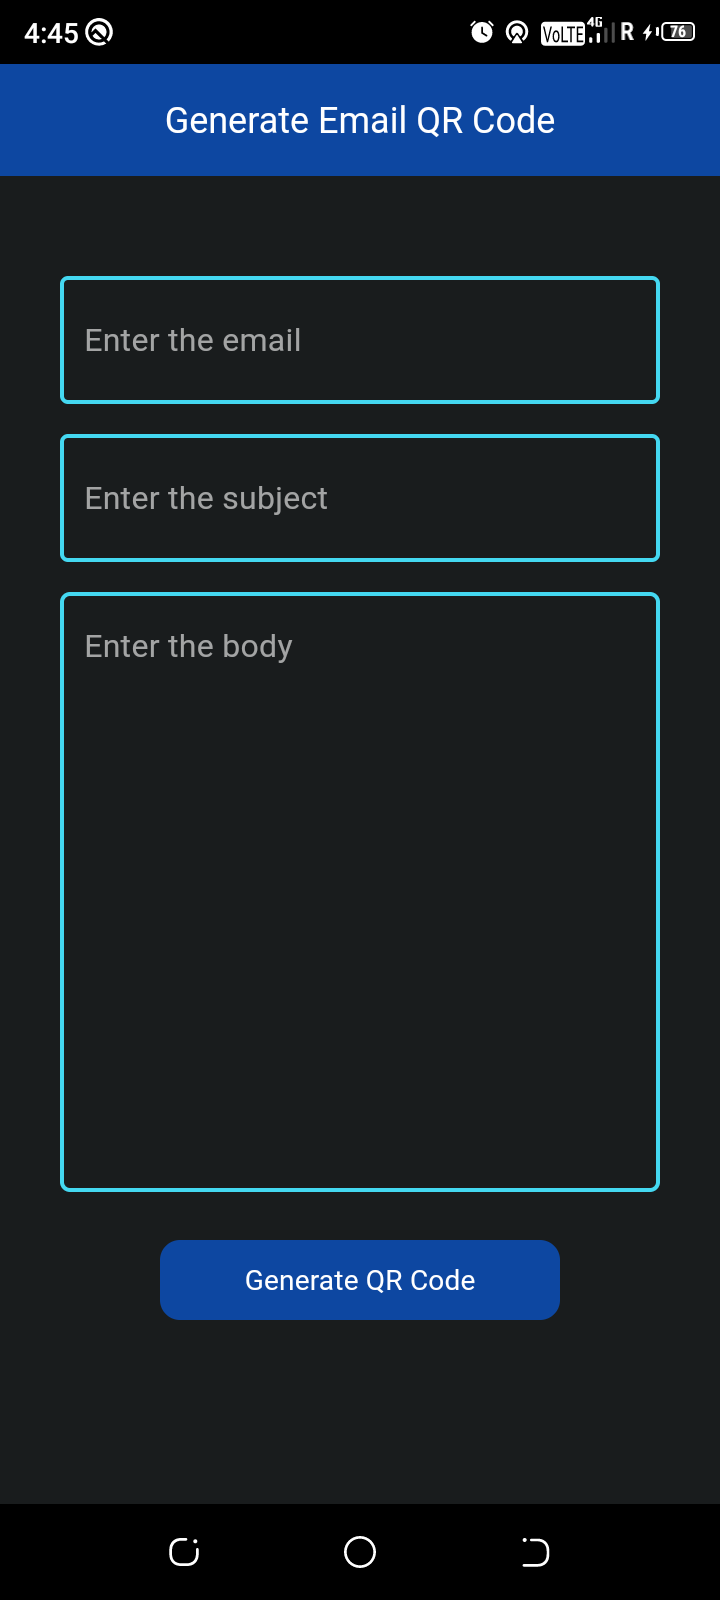 4:45 VoLTE 4G R 76
Generate Email QR Code
Enter the email
Enter the subject
Enter the body
Generate QR Code